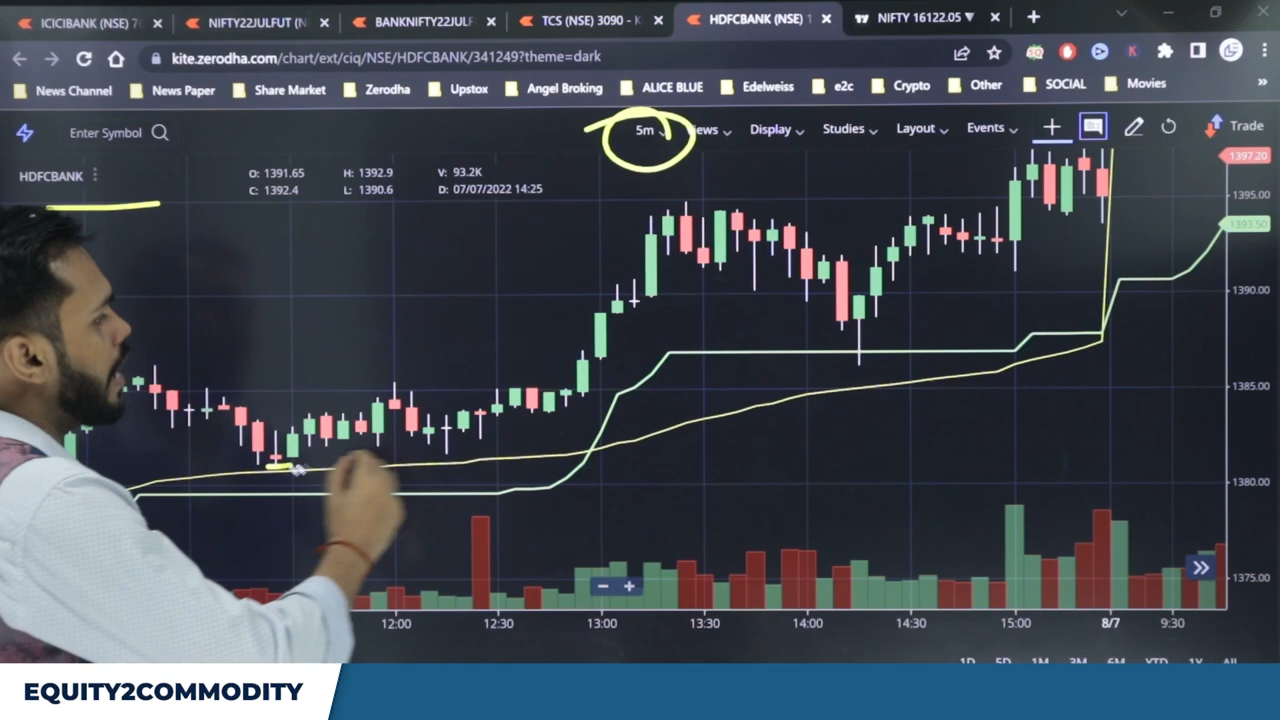 ICICIBANK (NSE) 7
NIFTY22JULFUT (N
BANKNIFTY22JULF
TCS (NSE) 3090 - K
HDFCBANK (NSE) 1
NIFTY 16122.05 ▼
kite.zerodha.com/chart/ext/ciq/NSE/HDFCBANK/341249?theme=dark
News Channel
News Paper
Share Market
Zerodha
Upstox
Angel Broking
ALICE BLUE
Edelweiss
e2c
Crypto
Other
SOCIAL
Movies
Enter Symbol
5m
iews
Display
Studies
Layout
Events
Trade
HDFCBANK
O: 1391.65 H: 1392.9 V: 93.2K
C: 1392.4 L: 1390.6 D: 07/07/2022 14:25
1397.20
1395.00
1393.50
1390.00
1385.00
1380.00
1375.00
12:00 12:30 13:00 13:30 14:00 14:30 15:00 8/7 9:30
1D 5D 1M 3M 6M YTD 1Y All
EQUITY2COMMODITY